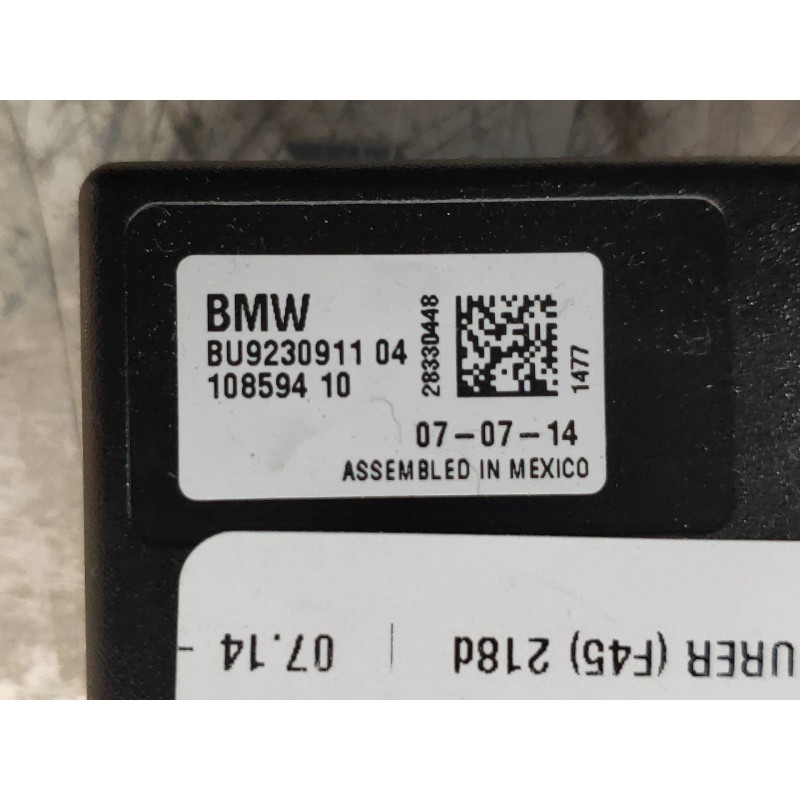 BMW
BU9230911 04
108594 10
28330448
1477
07-07-14
ASSEMBLED IN MEXICO
URER (F45) 218d | 07.14 -